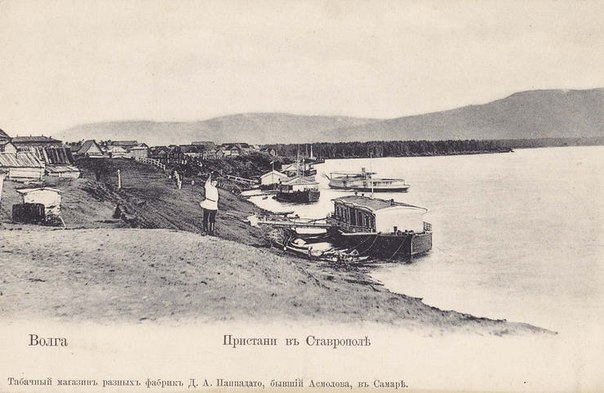 Волга
Пристани въ Ставрополѣ
Табачный магазинъ разныхъ фабрикъ Д. А. Паппадато, бывшій Асмолова, въ Самарѣ.